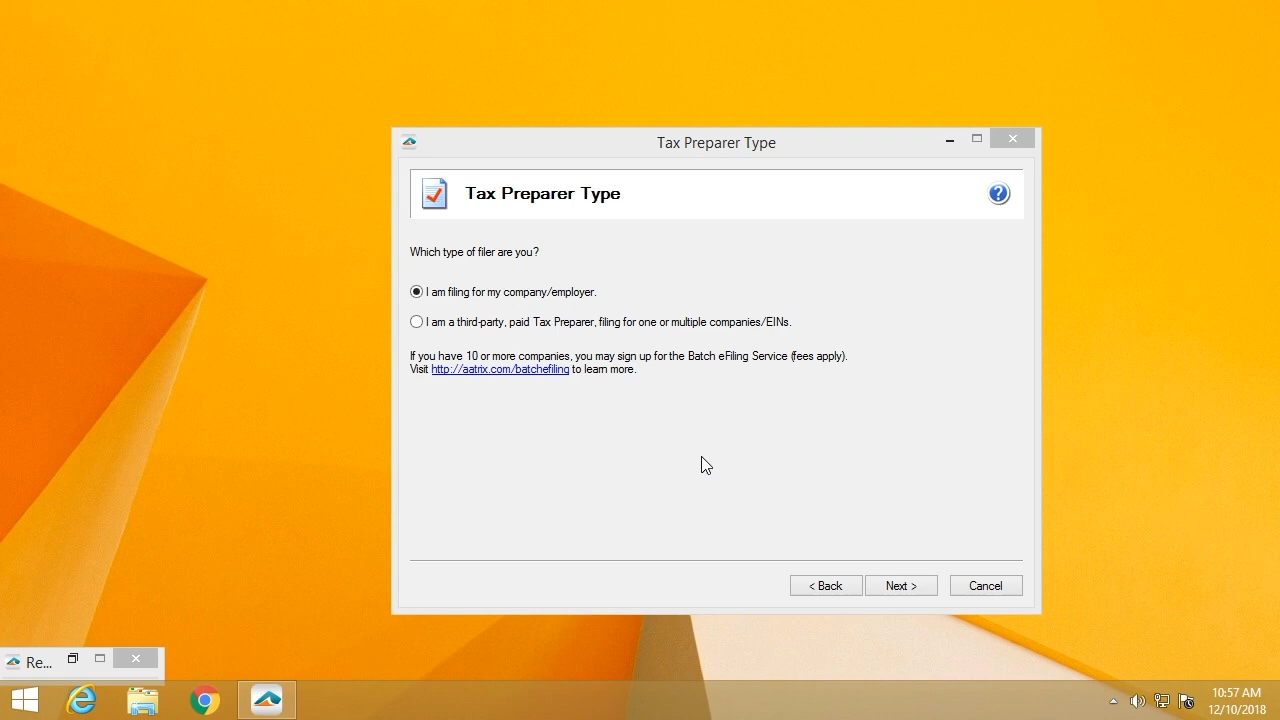 Tax Preparer Type
Tax Preparer Type
Which type of filer are you?
I am filing for my company/employer.
I am a third-party, paid Tax Preparer, filing for one or multiple companies/EINs.
If you have 10 or more companies, you may sign up for the Batch eFiling Service (fees apply).
Visit http://aatrix.com/batchefiling to learn more.
< Back Next > Cancel
Re...
10:57 AM
12/10/2018